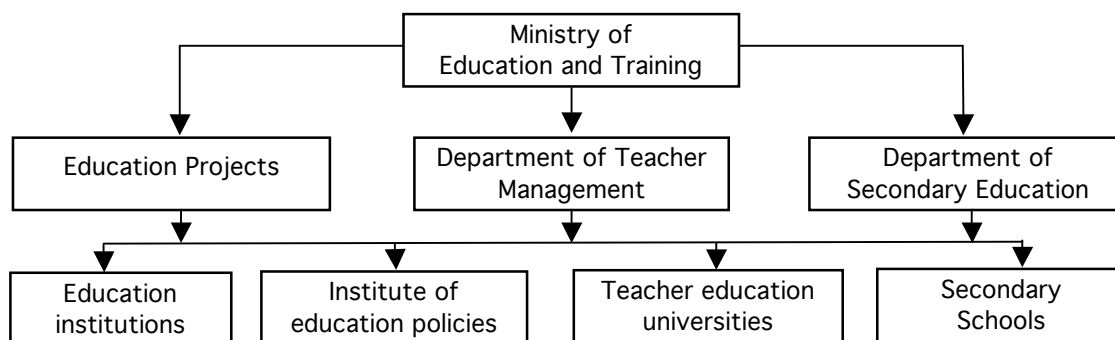 Ministry of
Education and Training
Education Projects
Department of Teacher
Management
Department of
Secondary Education
Education
institutions
Institute of
education policies
Teacher education
universities
Secondary
Schools